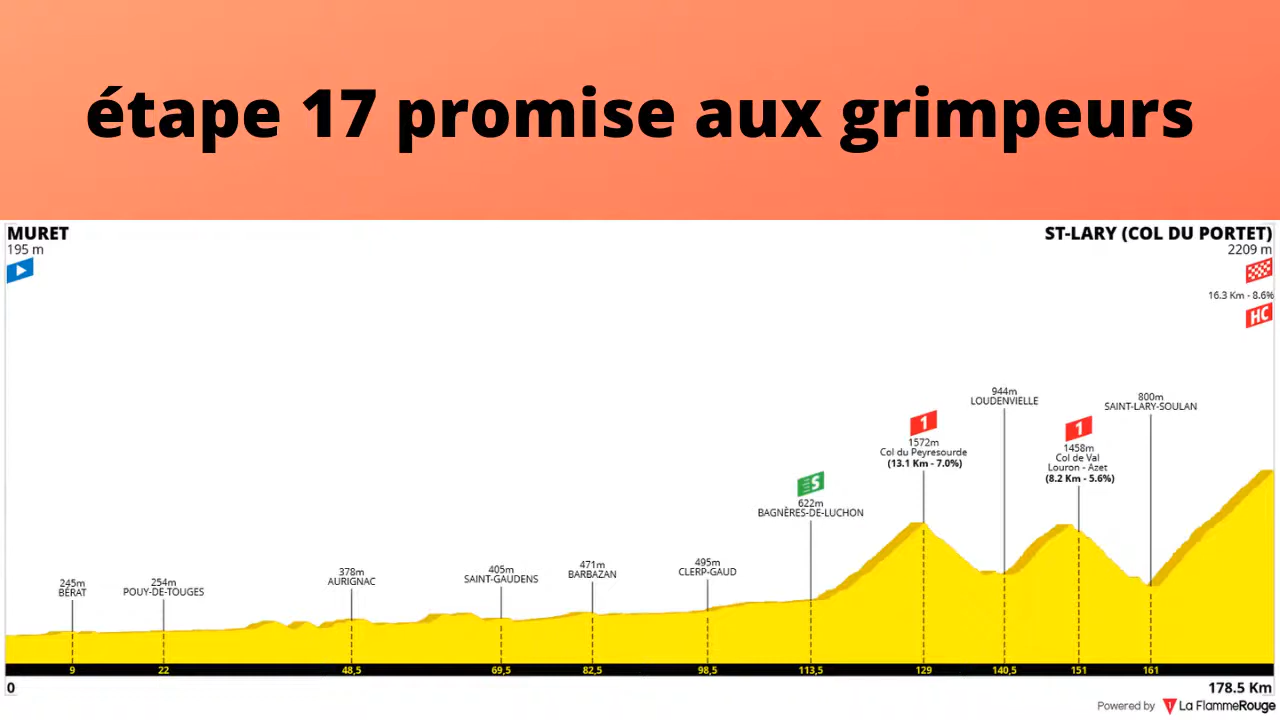 étape 17 promise aux grimpeurs
MURET
195 m
ST-LARY (COL DU PORTET)
2209 m
16.3 Km - 8.6%
HC
245m
BÉRAT
254m
POUY-DE-TOUGES
378m
AURIGNAC
405m
SAINT-GAUDENS
471m
BARBAZAN
495m
CLERP-GAUD
S
622m
BAGNÈRES-DE-LUCHON
1
1572m
Col du Peyresourde
(13.1 Km - 7.0%)
944m
LOUDENVIELLE
1
1458m
Col de Val
Louron - Azet
(8.2 Km - 5.6%)
800m
SAINT-LARY-SOULAN
9 22 48,5 69,5 82,5 98,5 113,5 129 140,5 151 161
0 178.5 Km
Powered by La FlammeRouge